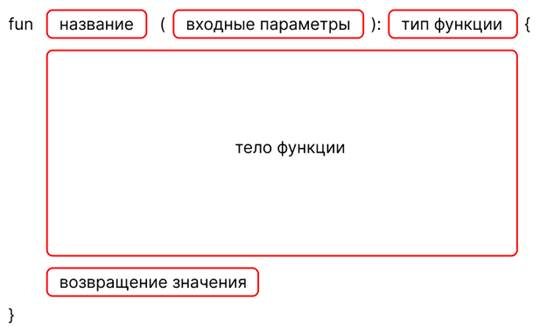 fun название ( входные параметры ): тип функции {
тело функции
возвращение значения
}